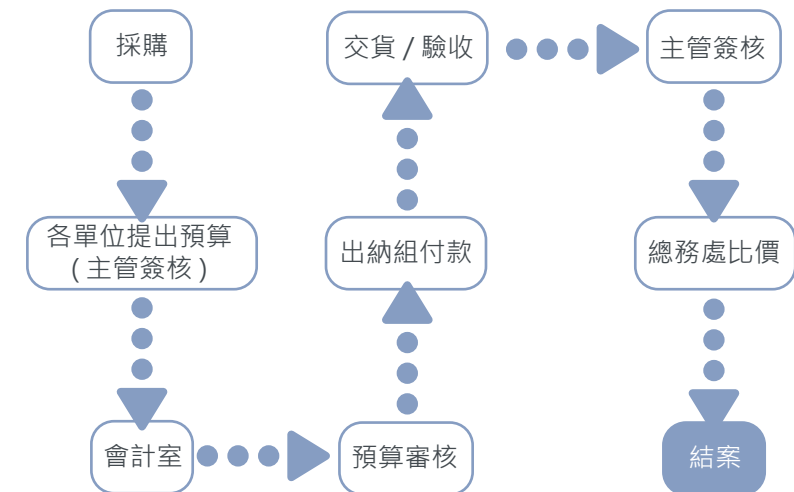 採購
各單位提出預算
(主管簽核)
會計室
預算審核
出納組付款
交貨/驗收
主管簽核
總務處比價
結案